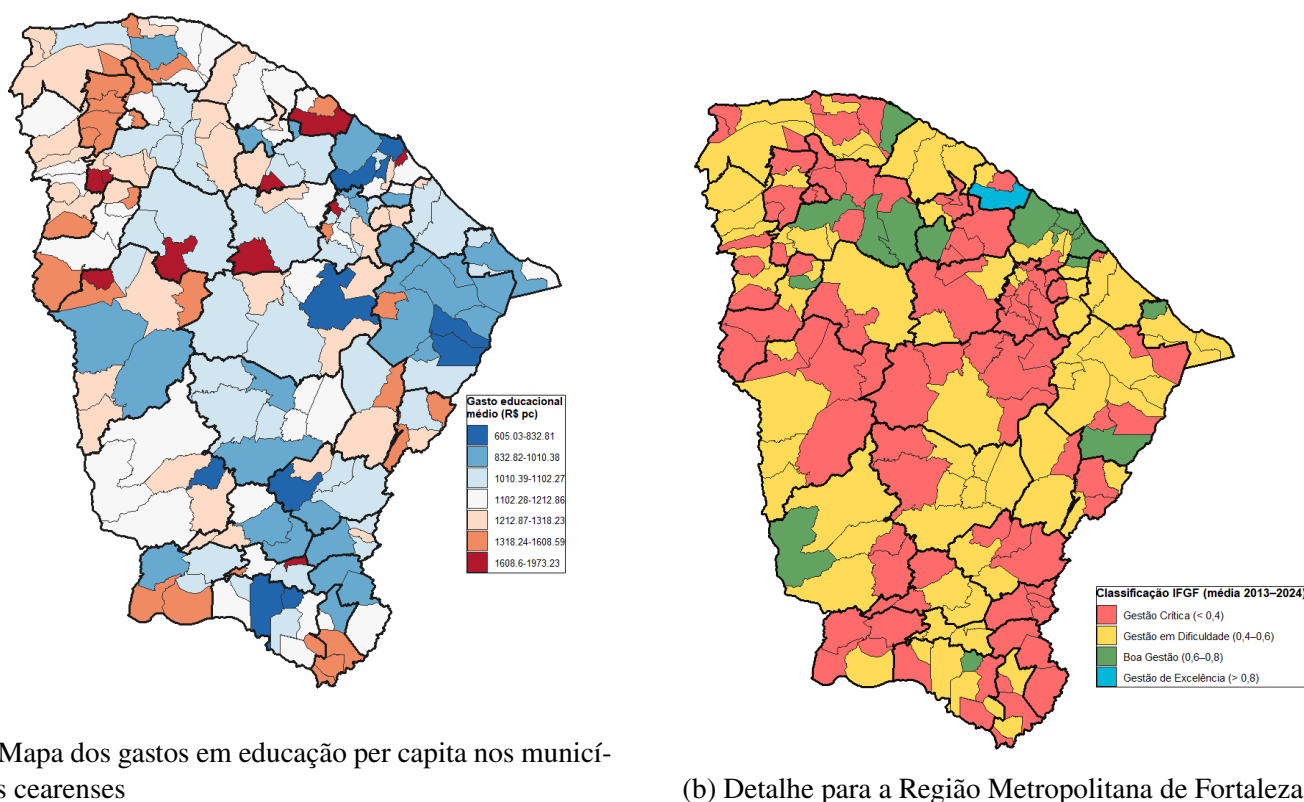 Gasto educacional
médio (R$ pc)
605.03-832.81
832.82-1010.38
1010.39-1102.27
1102.28-1212.86
1212.87-1318.23
1318.24-1608.59
1608.6-1973.23
Mapa dos gastos em educação per capita nos municí-
s cearenses
Classificação IFGF (média 2013–2024)
Gestão Crítica (< 0,4)
Gestão em Dificuldade (0,4–0,6)
Boa Gestão (0,6–0,8)
Gestão de Excelência (> 0,8)
(b) Detalhe para a Região Metropolitana de Fortaleza